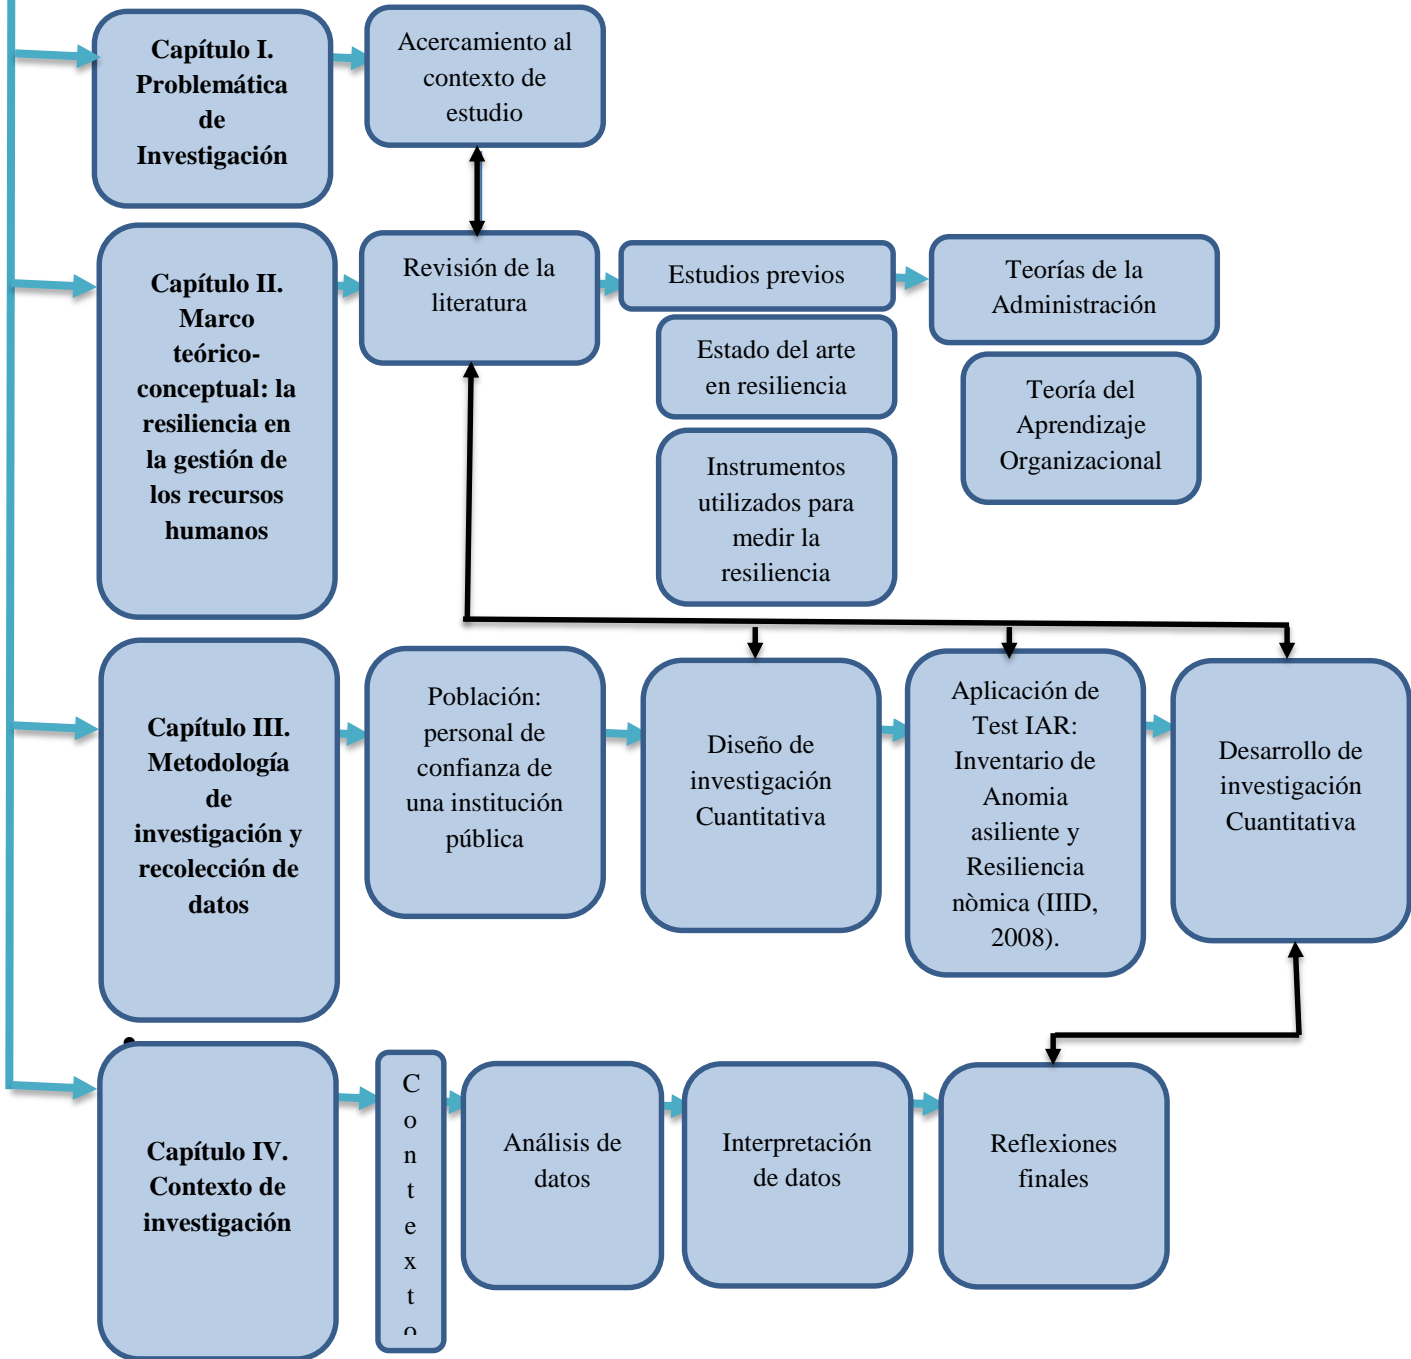 Capítulo I.
Problemática
de
Investigación
Acercamiento al
contexto de
estudio
Capítulo II.
Marco
teórico-
conceptual: la
resiliencia en
la gestión de
los recursos
humanos
Revisión de la
literatura
Estudios previos
Estado del arte
en resiliencia
Instrumentos
utilizados para
medir la
resiliencia
Teorías de la
Administración
Teoría del
Aprendizaje
Organizacional
Capítulo III.
Metodología
de
investigación y
recolección de
datos
Población:
personal de
confianza de
una institución
pública
Diseño de
investigación
Cuantitativa
Aplicación de
Test IAR:
Inventario de
Anomia
asiliente y
Resiliencia
nòmica (IIID,
2008).
Desarrollo de
investigación
Cuantitativa
Capítulo IV.
Contexto de
investigación
C
o
n
t
e
x
t
o
Análisis de
datos
Interpretación
de datos
Reflexiones
finales